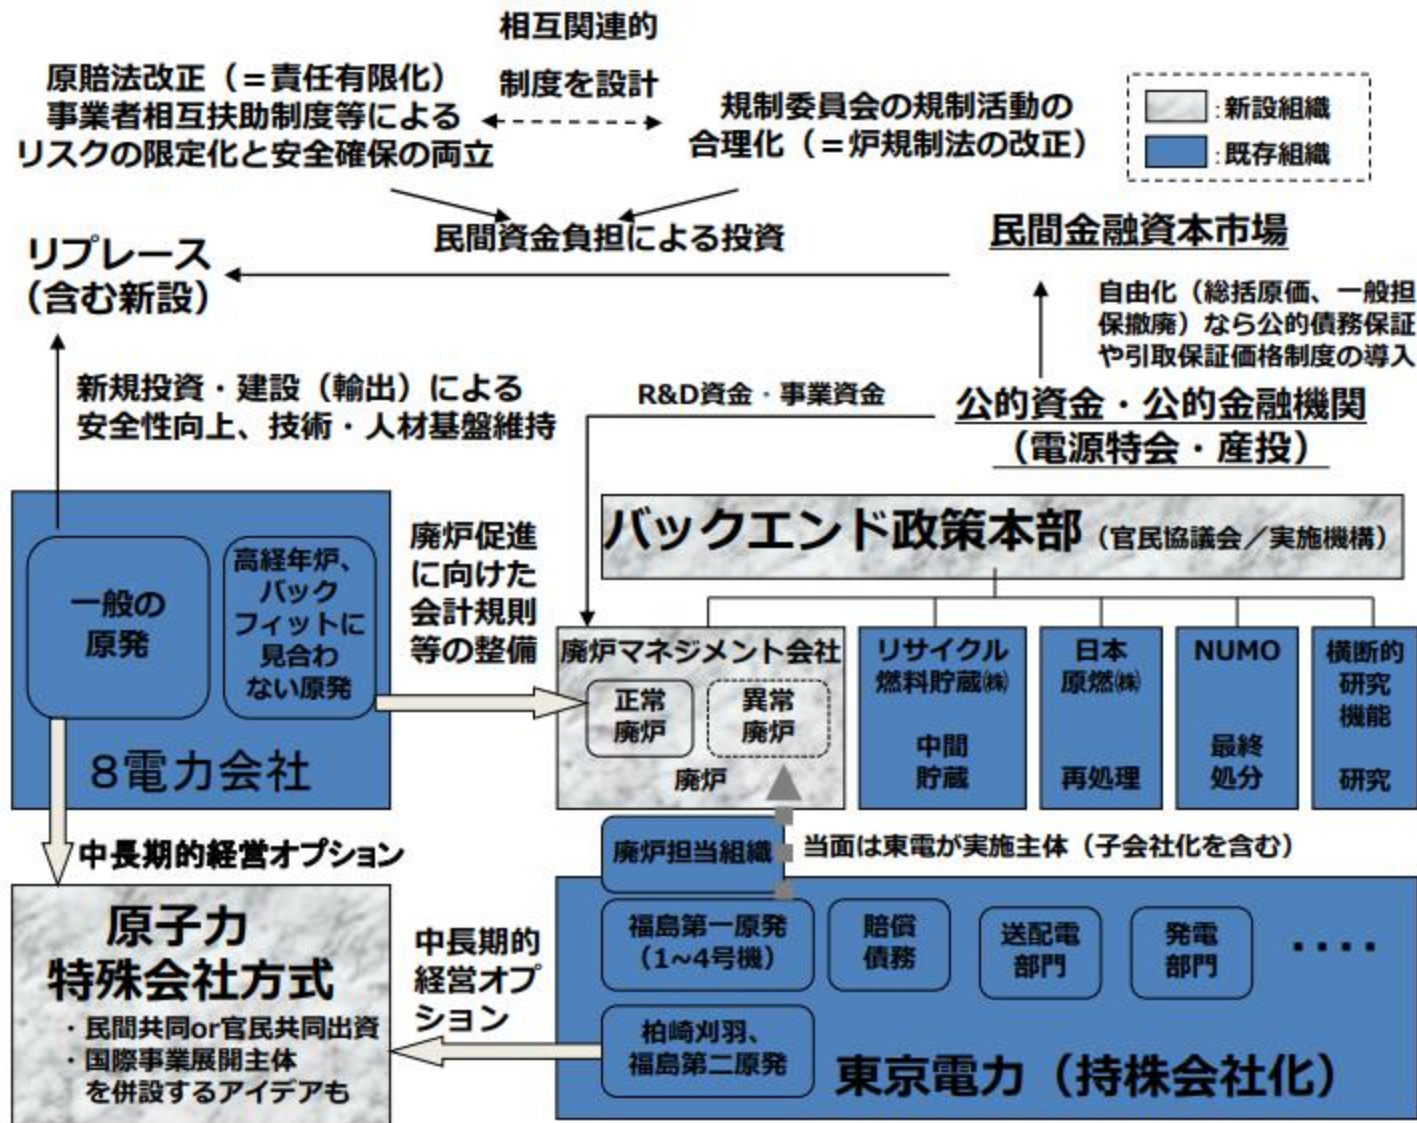 相互関連的
制度を設計
原賠法改正（＝責任有限化）
事業者相互扶助制度等による
リスクの限定化と安全確保の両立
規制委員会の規制活動の
合理化（＝炉規制法の改正）
：新設組織
：既存組織
民間資金負担による投資
民間金融資本市場
リプレース
（含む新設）
自由化（総括原価、一般担
保撤廃）なら公的債務保証
や引取保証価格制度の導入
新規投資・建設（輸出）による
安全性向上、技術・人材基盤維持
R&D資金・事業資金
公的資金・公的金融機関
（電源特会・産投）
バックエンド政策本部（官民協議会／実施機構）
一般の
原発
高経年炉、
バック
フィットに
見合わ
ない原発
8電力会社
廃炉促進
に向けた
会計規則
等の整備
廃炉マネジメント会社
正常
廃炉
異常
廃炉
廃炉
リサイクル
燃料貯蔵㈱
中間
貯蔵
日本
原燃㈱
再処理
NUMO
最終
処分
横断的
研究
機能
研究
中長期的経営オプション
廃炉担当組織
当面は東電が実施主体（子会社化を含む）
原子力
特殊会社方式
・民間共同or官民共同出資
・国際事業展開主体
を併設するアイデアも
中長期的
経営オプ
ション
福島第一原発
（1~4号機）
賠償
債務
送配電
部門
発電
部門
・・・・
柏崎刈羽、
福島第二原発
東京電力（持株会社化）